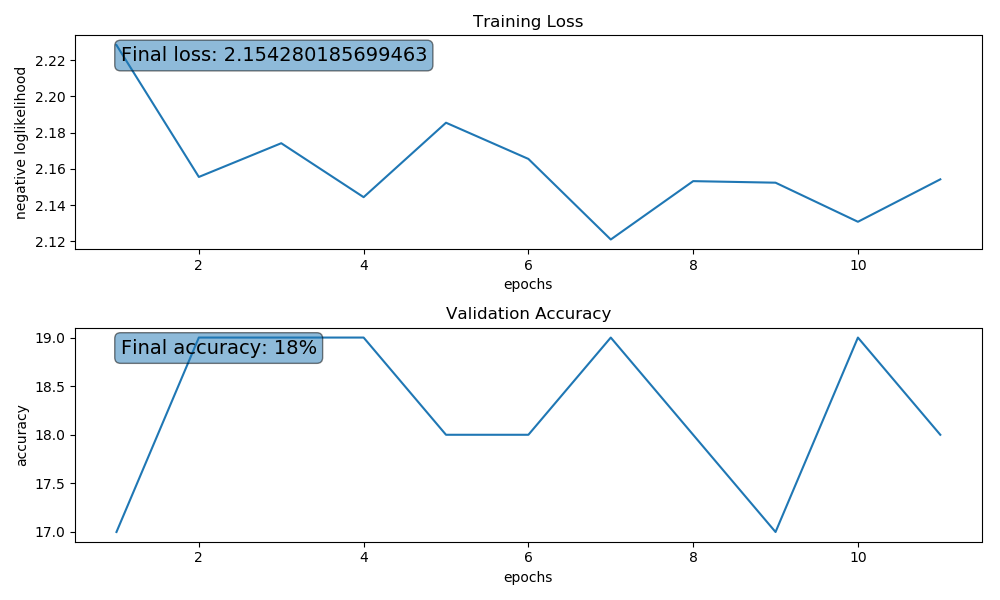 Training Loss
Final loss: 2.154280185699463
negative loglikelihood
2.22
2.20
2.18
2.16
2.14
2.12
2 4 6 8 10
epochs
Validation Accuracy
Final accuracy: 18%
accuracy
19.0
18.5
18.0
17.5
17.0
2 4 6 8 10
epochs